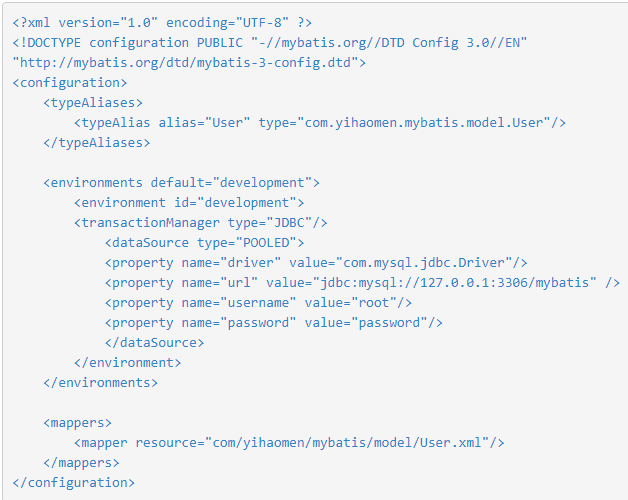 <?xml version="1.0" encoding="UTF-8" ?>
<!DOCTYPE configuration PUBLIC "-//mybatis.org//DTD Config 3.0//EN"
"http://mybatis.org/dtd/mybatis-3-config.dtd">
<configuration>
    <typeAliases>
        <typeAlias alias="User" type="com.yihaomen.mybatis.model.User"/>
    </typeAliases>

    <environments default="development">
        <environment id="development">
        <transactionManager type="JDBC"/>
            <dataSource type="POOLED">
            <property name="driver" value="com.mysql.jdbc.Driver"/>
            <property name="url" value="jdbc:mysql://127.0.0.1:3306/mybatis" />
            <property name="username" value="root"/>
            <property name="password" value="password"/>
            </dataSource>
        </environment>
    </environments>

    <mappers>
        <mapper resource="com/yihaomen/mybatis/model/User.xml"/>
    </mappers>
</configuration>